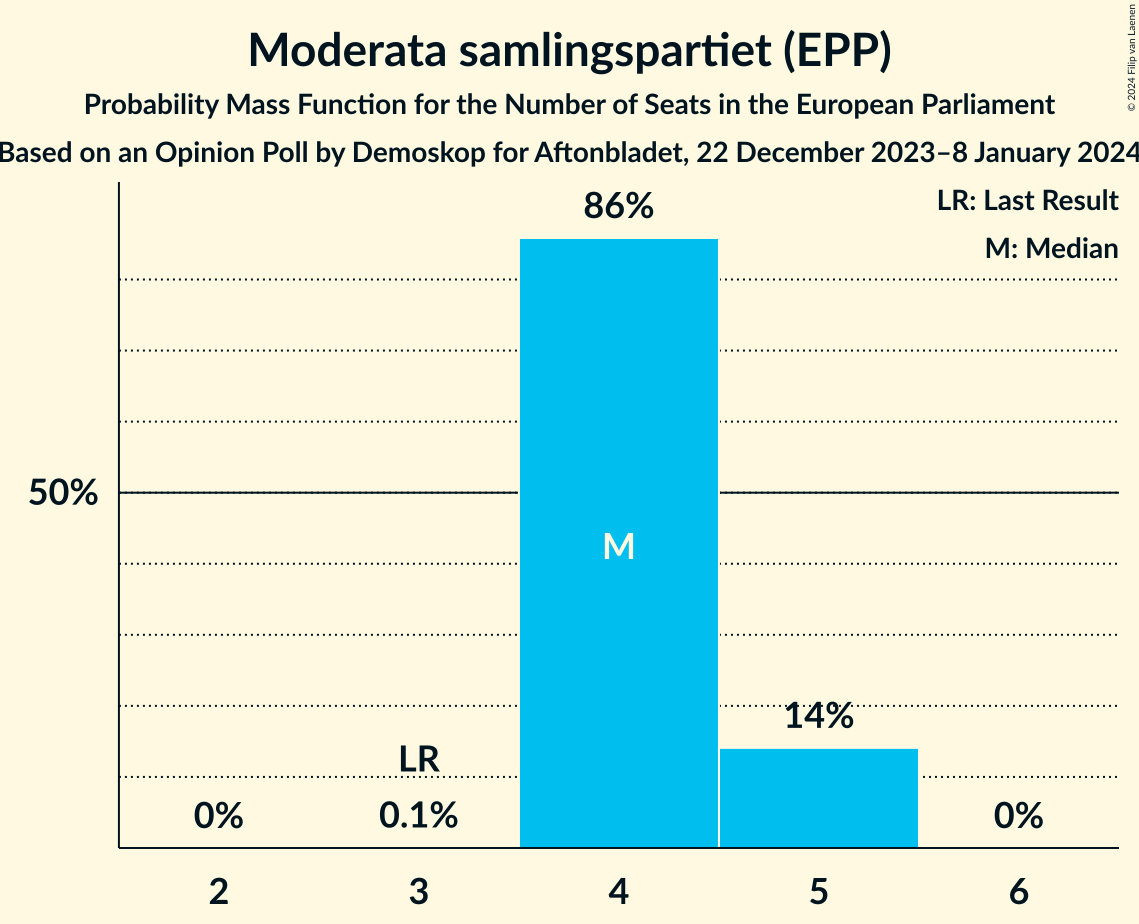 Moderata samlingspartiet (EPP)
Probability Mass Function for the Number of Seats in the European Parliament
Based on an Opinion Poll by Demoskop for Aftonbladet, 22 December 2023–8 January 2024
© 2024 Filip van Laenen
LR: Last Result
M: Median
86%
50%
M
14%
LR
0%
0.1%
0%
2
3
4
5
6